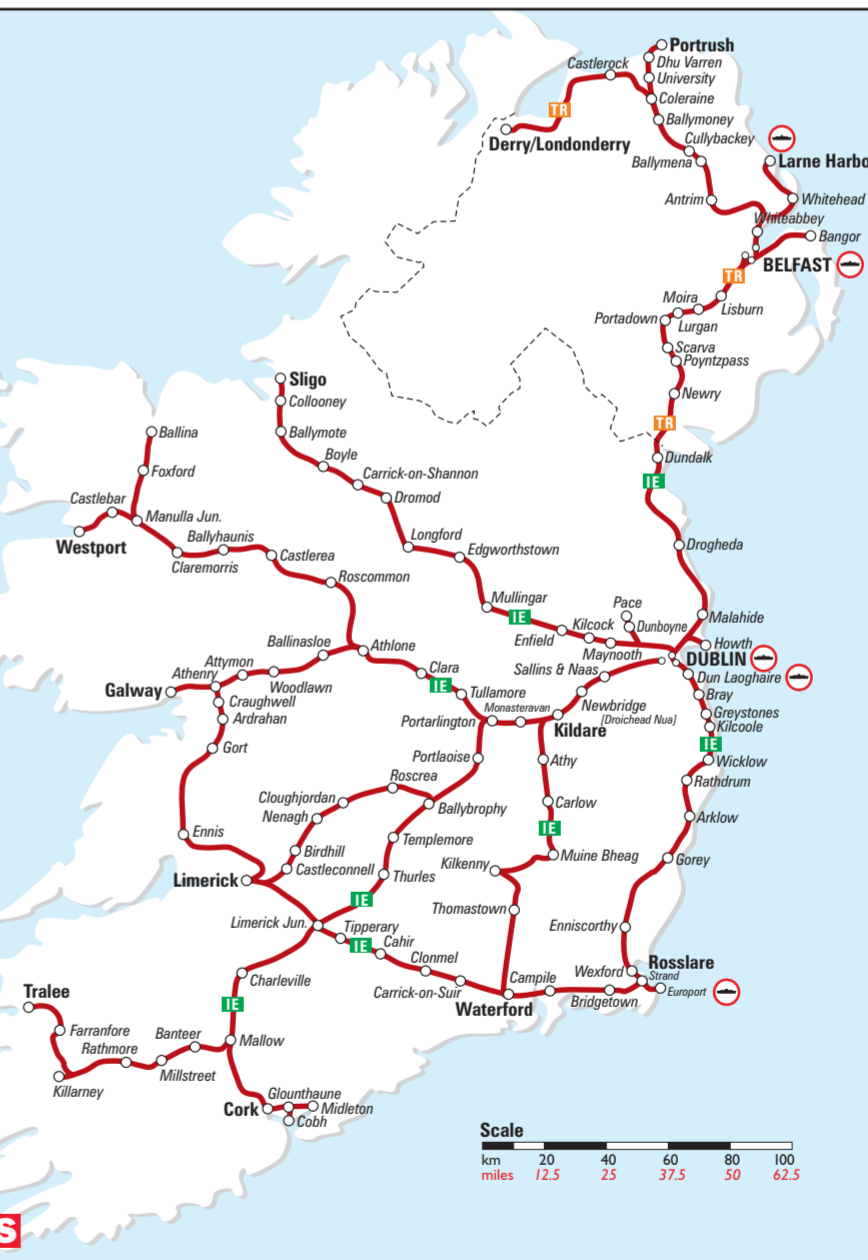 Portrush
Castlerock
Dhu Varren
University
Coleraine
TR
Ballymoney
Cullybackey
Derry/Londonderry
Ballymena
Larne Harbo
Antrim
Whitehead
Whiteabbey
Bangor
BELFAST
TR
Moira
Lisburn
Portadown
Lurgan
Scarva
Poyntzpass
Newry
TR
Sligo
Collooney
Ballymote
Ballina
Dundalk
Boyle
Foxford
Carrick-on-Shannon
IE
Castlebar
Dromod
Manulla Jun.
Longford
Ballyhaunis
Westport
Edgworthstown
Drogheda
Castlerea
Claremorris
Roscommon
Mullingar
Pace
IE
Malahide
Kilcock
Dunboyne
Enfield
Ballinasloe
Athlone
Howth
Maynooth
DUBLIN
Attymon
Clara
Sallins & Naas
Athenry
Dun Laoghaire
IE
Woodlawn
Galway
Tullamore
Bray
Craughwell
Monasteravan
Newbridge
[Droichead Nua]
Greystones
Ardrahan
Portarlington
Kildare
Kilcoole
IE
Gort
Portlaoise
Athy
Wicklow
Roscrea
Rathdrum
Cloughjordan
Carlow
Ballybrophy
Nenagh
Arklow
Ennis
IE
Templemore
Birdhill
Muine Bheag
Kilkenny
Gorey
Castleconnell
Thurles
Limerick
IE
Thomastown
Limerick Jun.
Tipperary
Enniscorthy
IE
Cahir
Clonmel
Rosslare
Wexford
Strand
Charleville
Campile
Europort
Tralee
Carrick-on-Suir
Bridgetown
IE
Waterford
Farranfore
Banteer
Mallow
Rathmore
Millstreet
Killarney
Glounthaune
Cork
Midleton
Cobh
Scale
km 20 40 60 80 100
miles 12.5 25 37.5 50 62.5
S